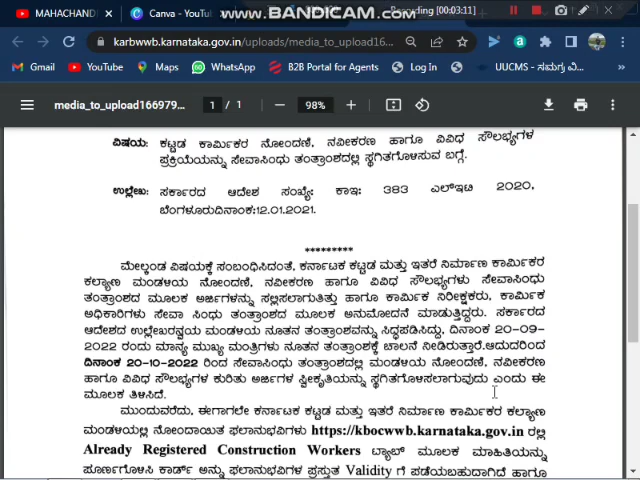 MAHACHAND
Canva - YouTu
www.BANDICAM.com
Recording [00:03:11]
karbwwb.karnataka.gov.in/uploads/media_to_upload16...
Gmail YouTube Maps WhatsApp B2B Portal for Agents Log In UUCMS - ಸಮಗ್ರ ವಿ...
media_to_upload166979... 1 / 1 98%
ವಿಷಯ: ಕಟ್ಟಡ ಕಾರ್ಮಿಕರ ನೋಂದಣಿ, ನವೀಕರಣ ಹಾಗೂ ವಿವಿಧ ಸೌಲಭ್ಯಗಳ
ಪ್ರಕ್ರಿಯೆಯನ್ನು ಸೇವಾಸಿಂಧು ತಂತ್ರಾಂಶದಲ್ಲಿ ಸ್ಥಗಿತಗೊಳಿಸುವ ಬಗ್ಗೆ.
ಉಲ್ಲೇಖ: ಸರ್ಕಾರದ ಆದೇಶ ಸಂಖ್ಯೆ: ಕಾಇ: 383 ಎಲ್ಇಟಿ 2020,
ಬೆಂಗಳೂರುದಿನಾಂಕ:12.01.2021.
*********
ಮೇಲ್ಕಂಡ ವಿಷಯಕ್ಕೆ ಸಂಬಂಧಿಸಿದಂತೆ, ಕರ್ನಾಟಕ ಕಟ್ಟಡ ಮತ್ತು ಇತರೆ ನಿರ್ಮಾಣ ಕಾರ್ಮಿಕರ
ಕಲ್ಯಾಣ ಮಂಡಳಿಯ ನೋಂದಣಿ, ನವೀಕರಣ ಹಾಗೂ ವಿವಿಧ ಸೌಲಭ್ಯಗಳು ಸೇವಾಸಿಂಧು
ತಂತ್ರಾಂಶದ ಮೂಲಕ ಅರ್ಜಿಗಳನ್ನು ಸಲ್ಲಿಸಲಾಗುತಿತ್ತು ಹಾಗೂ ಕಾರ್ಮಿಕ ನಿರೀಕ್ಷಕರು, ಕಾರ್ಮಿಕ
ಅಧಿಕಾರಿಗಳು ಸೇವಾ ಸಿಂಧು ತಂತ್ರಾಂಶದ ಮೂಲಕ ಅನುಮೋದನೆ ಮಾಡುತ್ತಿದ್ದರು. ಸರ್ಕಾರದ
ಆದೇಶದ ಉಲ್ಲೇಖರನ್ವಯ ಮಂಡಳಿಯ ನೂತನ ತಂತ್ರಾಂಶವನ್ನು ಸಿದ್ಧಪಡಿಸಿದ್ದು, ದಿನಾಂಕ 20-09-
2022 ರಂದು ಮಾನ್ಯ ಮುಖ್ಯ ಮಂತ್ರಿಗಳು ನೂತನ ತಂತ್ರಾಂಶಕ್ಕೆ ಚಾಲನೆ ನೀಡಿರುತ್ತಾರೆ.ಆದುದರಿಂದ
ದಿನಾಂಕ 20-10-2022 ರಿಂದ ಸೇವಾಸಿಂಧು ತಂತ್ರಾಂಶದಲ್ಲಿ ಮಂಡಳಿಯ ನೋಂದಣಿ, ನವೀಕರಣ
ಹಾಗೂ ವಿವಿಧ ಸೌಲಭ್ಯಗಳ ಕುರಿತು ಅರ್ಜಿಗಳ ಸ್ವೀಕೃತಿಯನ್ನು ಸ್ಥಗಿತಗೊಳಿಸಲಾಗುವುದು ಎಂದು ಈ
ಮೂಲಕ ತಿಳಿಸಿದೆ.
ಮುಂದುವರೆದು, ಈಗಾಗಲೇ ಕರ್ನಾಟಕ ಕಟ್ಟಡ ಮತ್ತು ಇತರೆ ನಿರ್ಮಾಣ ಕಾರ್ಮಿಕರ ಕಲ್ಯಾಣ
ಮಂಡಳಿಯಲ್ಲಿ ನೋಂದಾಯಿತ ಫಲಾನುಭವಿಗಳು https://kbocwwb.karnataka.gov.in ರಲ್ಲಿ
Already Registered Construction Workers ಟ್ಯಾಬ್ ಮೂಲಕ ಮಾಹಿತಿಯನ್ನು
ಪೂರ್ಣಗೊಳಿಸಿ ಕಾರ್ಡ್ ಅನ್ನು ಫಲಾನುಭವಿಗಳ ಪ್ರಸ್ತುತ Validity ಗೆ ಪಡೆಯಬಹುದಾಗಿದೆ ಹಾಗೂ